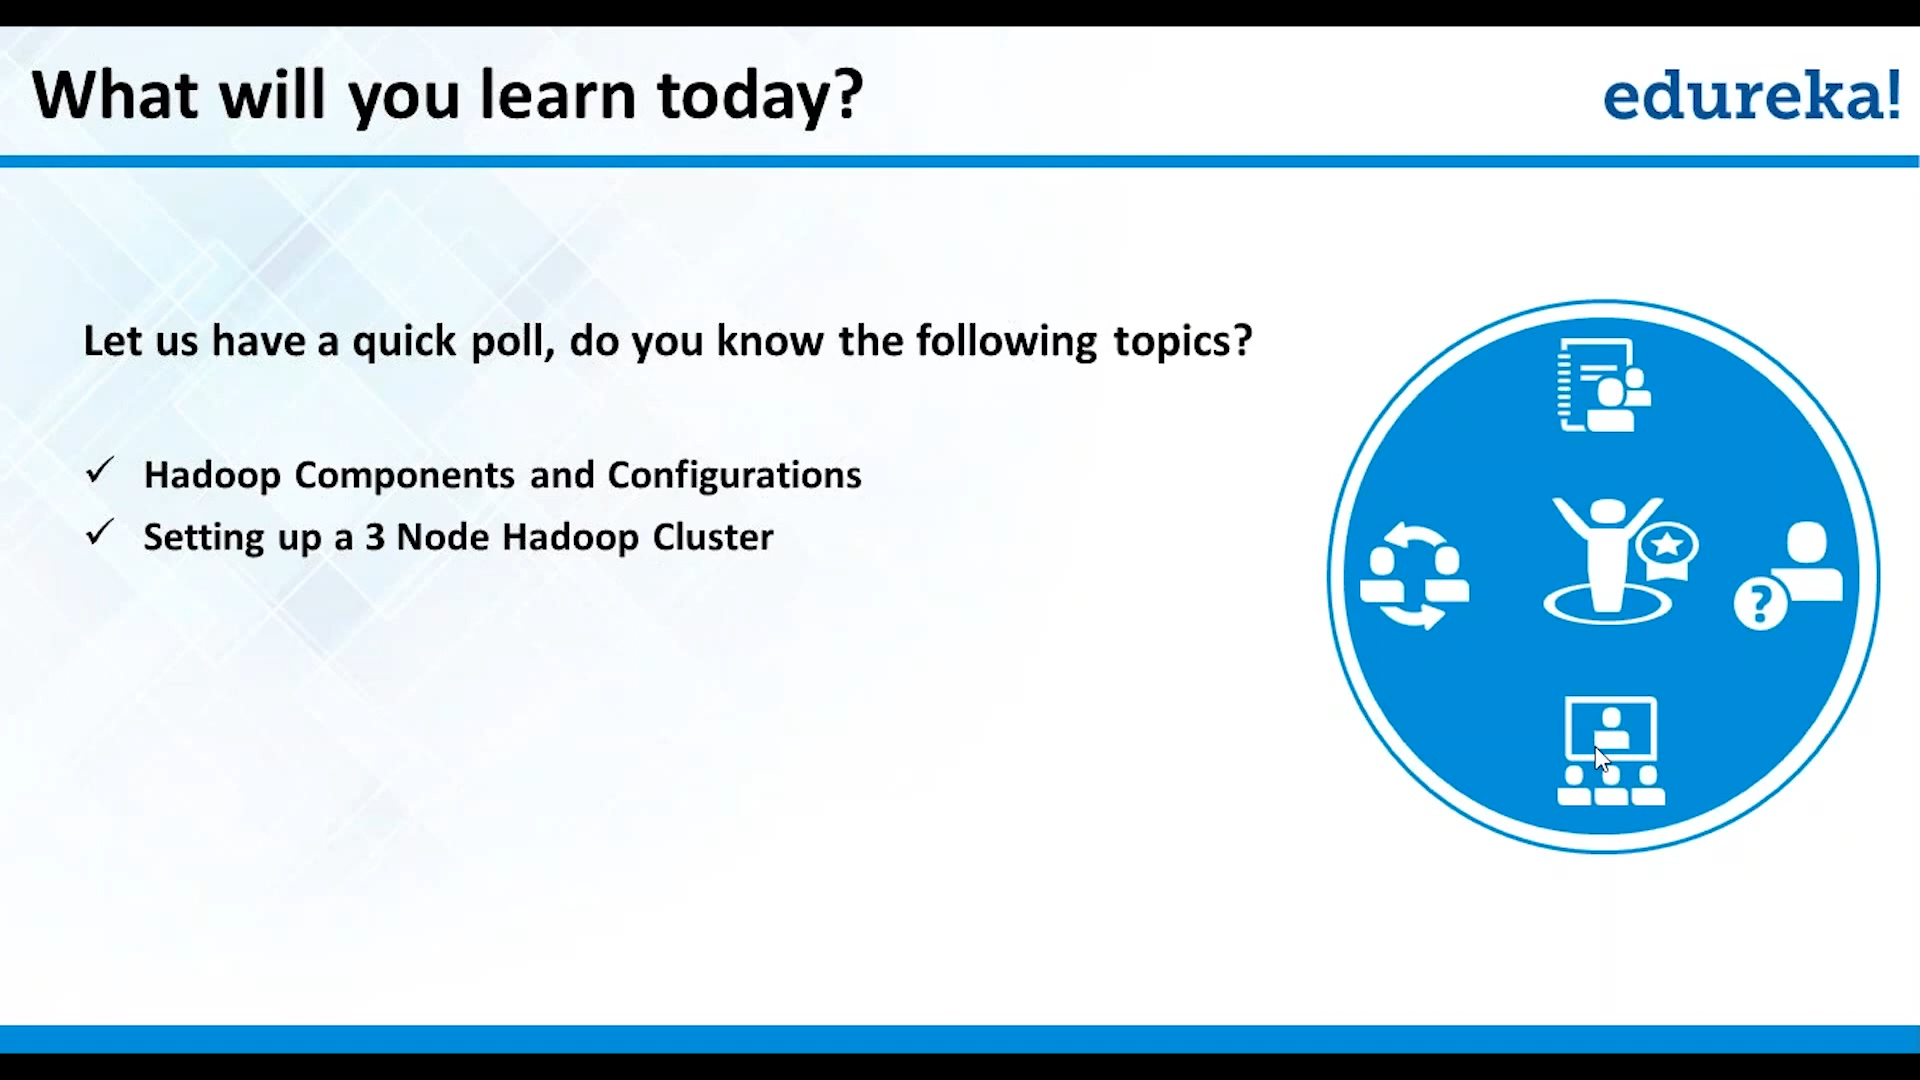 What will you learn today?
edureka!
Let us have a quick poll, do you know the following topics?
✓ Hadoop Components and Configurations
✓ Setting up a 3 Node Hadoop Cluster
?